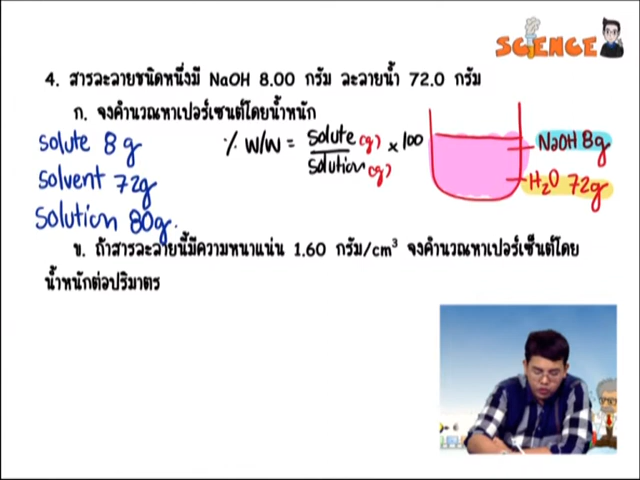 SCIENCE
4. สารละลายชนิดหนึ่งมี NaOH 8.00 กรัม ละลายน้ำ 72.0 กรัม
ก. จงคำนวณหาเปอร์เซนต์โดยน้ำหนัก
solute 8 g
solvent 72g
solution 80g.
% w/w = solute (g) / solution (g) × 100
NaOH 8g
H₂O 72g
ข. ถ้าสารละลายนี้มีความหนาแน่น 1.60 กรัม/cm³ จงคำนวณหาเปอร์เซ็นต์โดย
น้ำหนักต่อปริมาตร